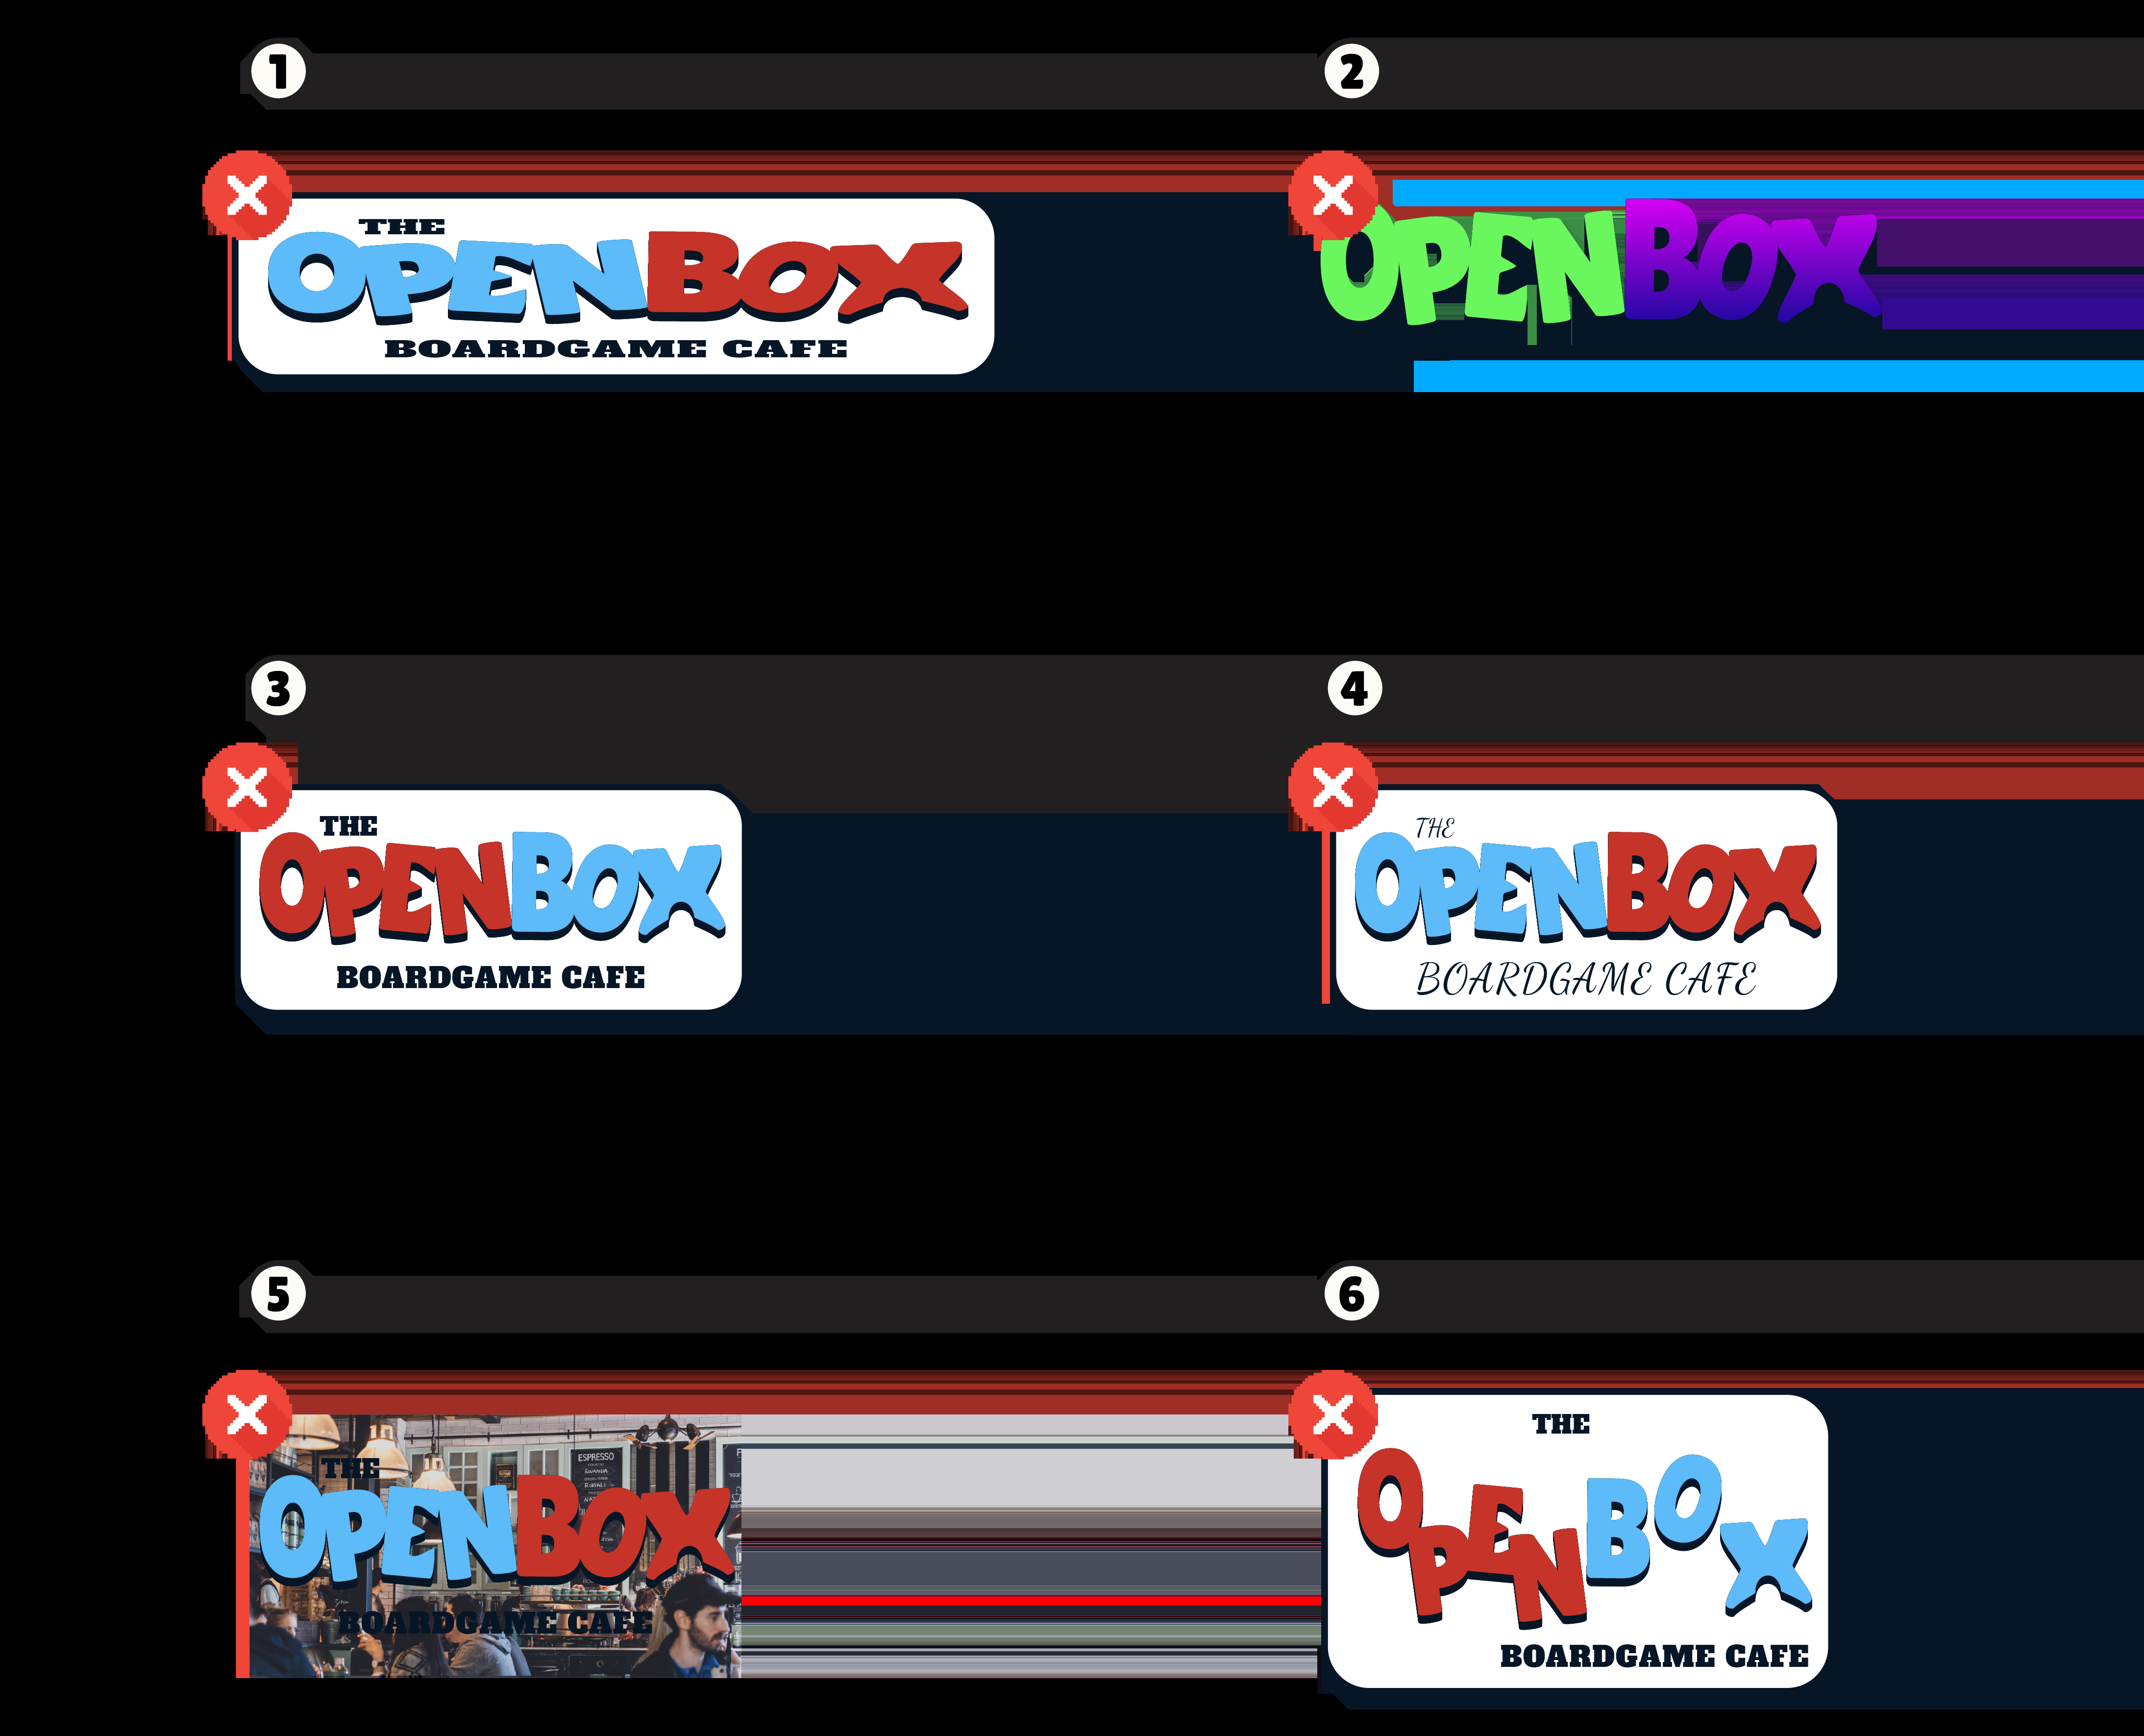 1
2
THE
OPENBOX
BOARDGAME CAFE
OPENBOX
3
4
THE
OPENBOX
BOARDGAME CAFE
THE
OPENBOX
BOARDGAME CAFE
5
6
ESPRESSO
THE
OPENBOX
BOARDGAME CAFE
THE
OPENBOX
BOARDGAME CAFE